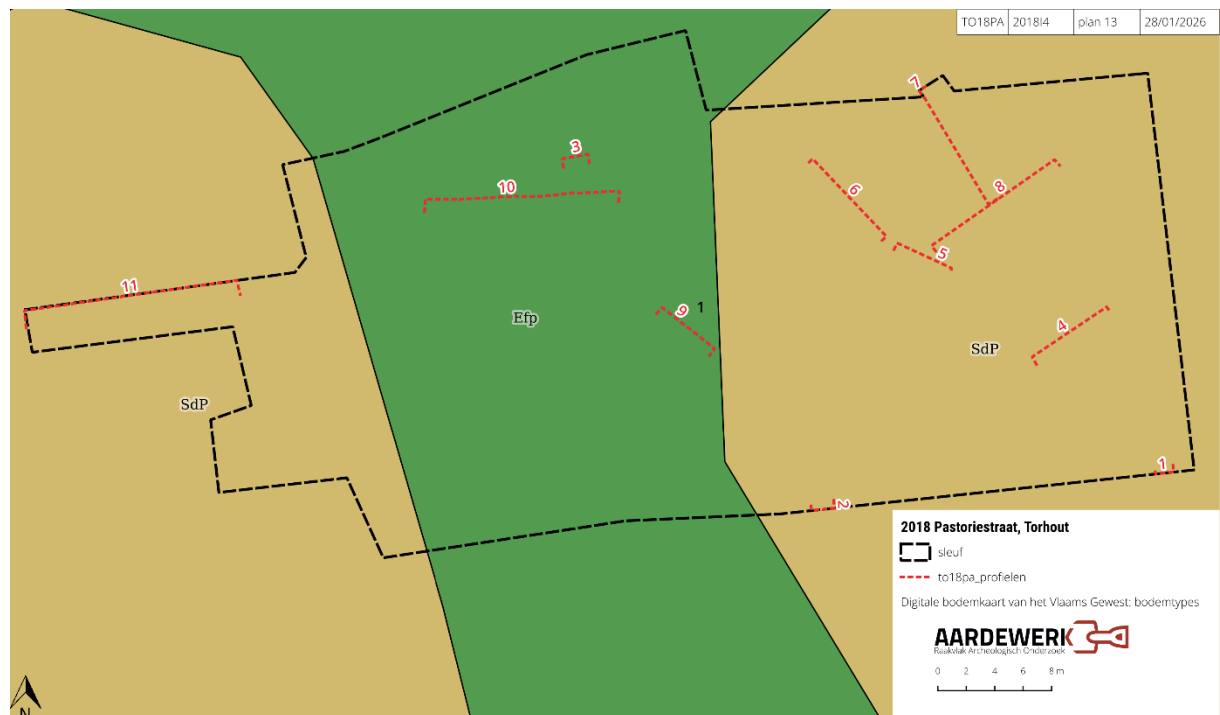 TO18PA 2018I4 plan 13 28/01/2026
7
3
10
6
8
5
11
9
1
Efp
4
SdP
SdP
1
2
2018 Pastoriestraat, Torhout
sleuf
to18pa_profielen
Digitale bodemkaart van het Vlaams Gewest: bodemtypes
AARDEWERK
Raakvlak Archeologisch Onderzoek
0 2 4 6 8 m
N